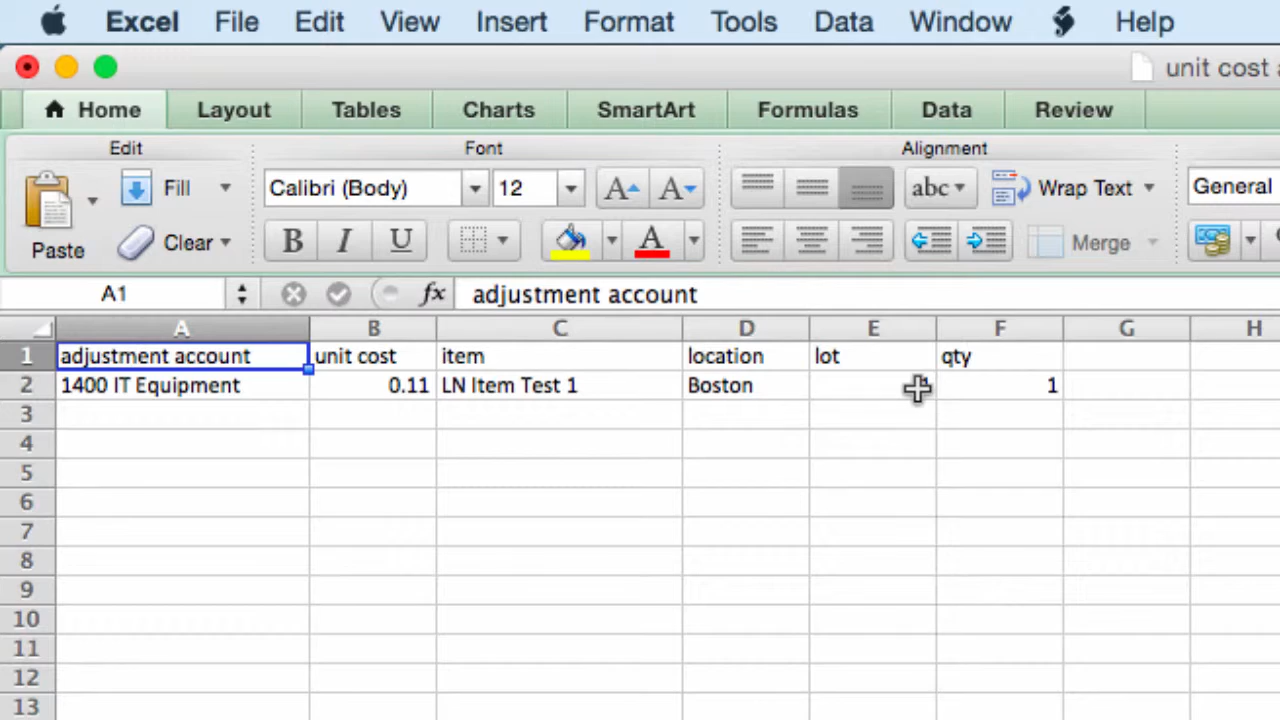 Excel File Edit View Insert Format Tools Data Window Help
unit cost
Home Layout Tables Charts SmartArt Formulas Data Review
Edit Font Alignment
Fill Calibri (Body) 12 A A abc Wrap Text General
Paste Clear B I U A Merge
A1 fx adjustment account
A B C D E F G H
1 adjustment account unit cost item location lot qty
2 1400 IT Equipment 0.11 LN Item Test 1 Boston 1
3
4
5
6
7
8
9
10
11
12
13